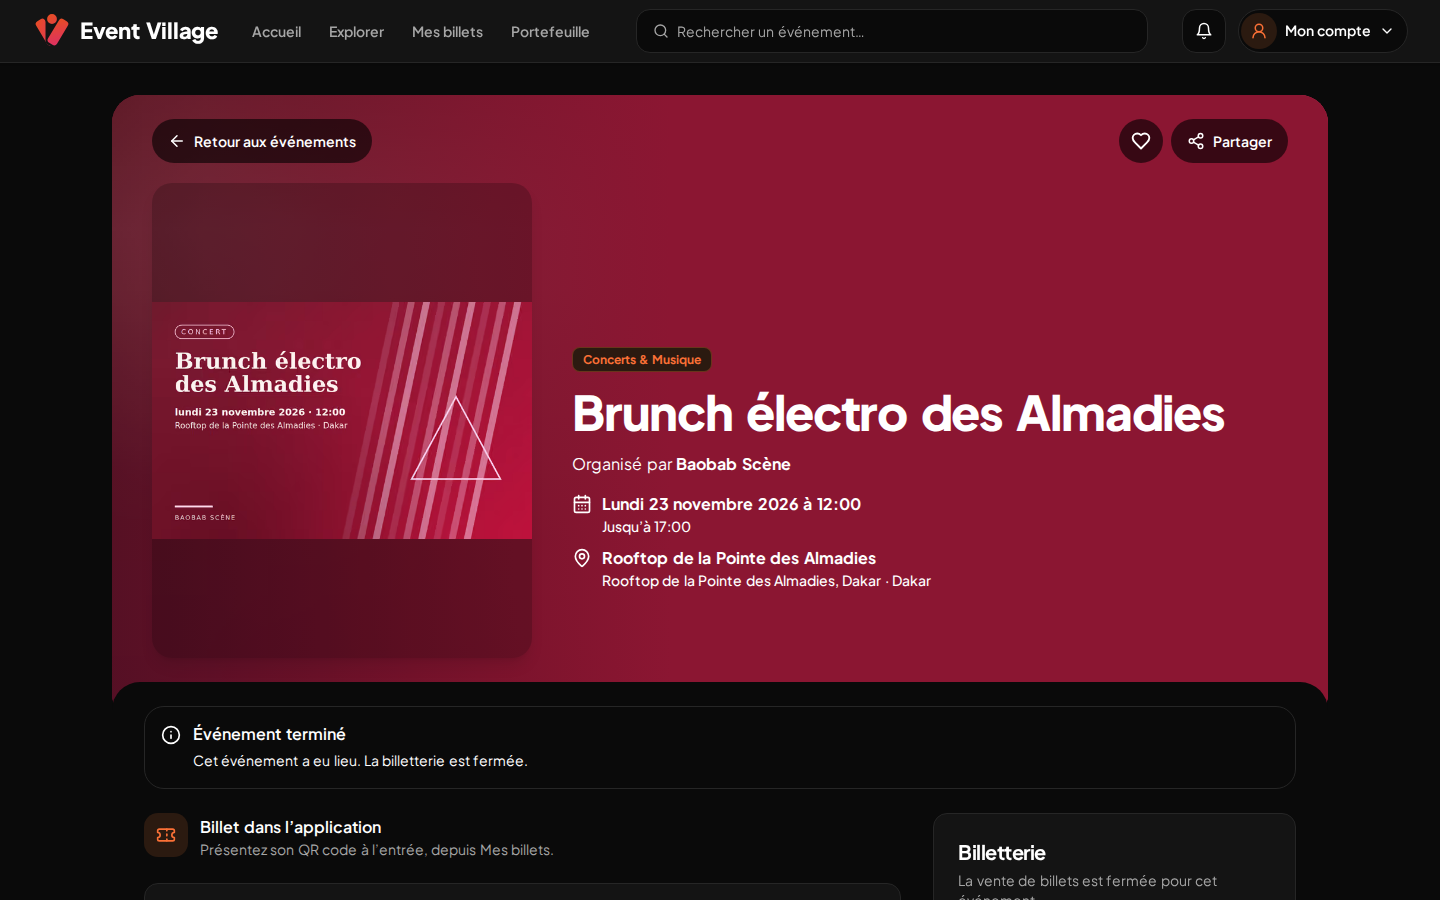 Event Village
Accueil
Explorer
Mes billets
Portefeuille
Rechercher un événement…
Mon compte
Retour aux événements
Partager
CONCERT
Brunch électro
des Almadies
lundi 23 novembre 2026 · 12:00
Rooftop de la Pointe des Almadies · Dakar
BAOBAB SCÈNE
Concerts & Musique
Brunch électro des Almadies
Organisé par Baobab Scène
Lundi 23 novembre 2026 à 12:00
Jusqu’à 17:00
Rooftop de la Pointe des Almadies
Rooftop de la Pointe des Almadies, Dakar · Dakar
Événement terminé
Cet événement a eu lieu. La billetterie est fermée.
Billet dans l’application
Présentez son QR code à l’entrée, depuis Mes billets.
Billetterie
La vente de billets est fermée pour cet